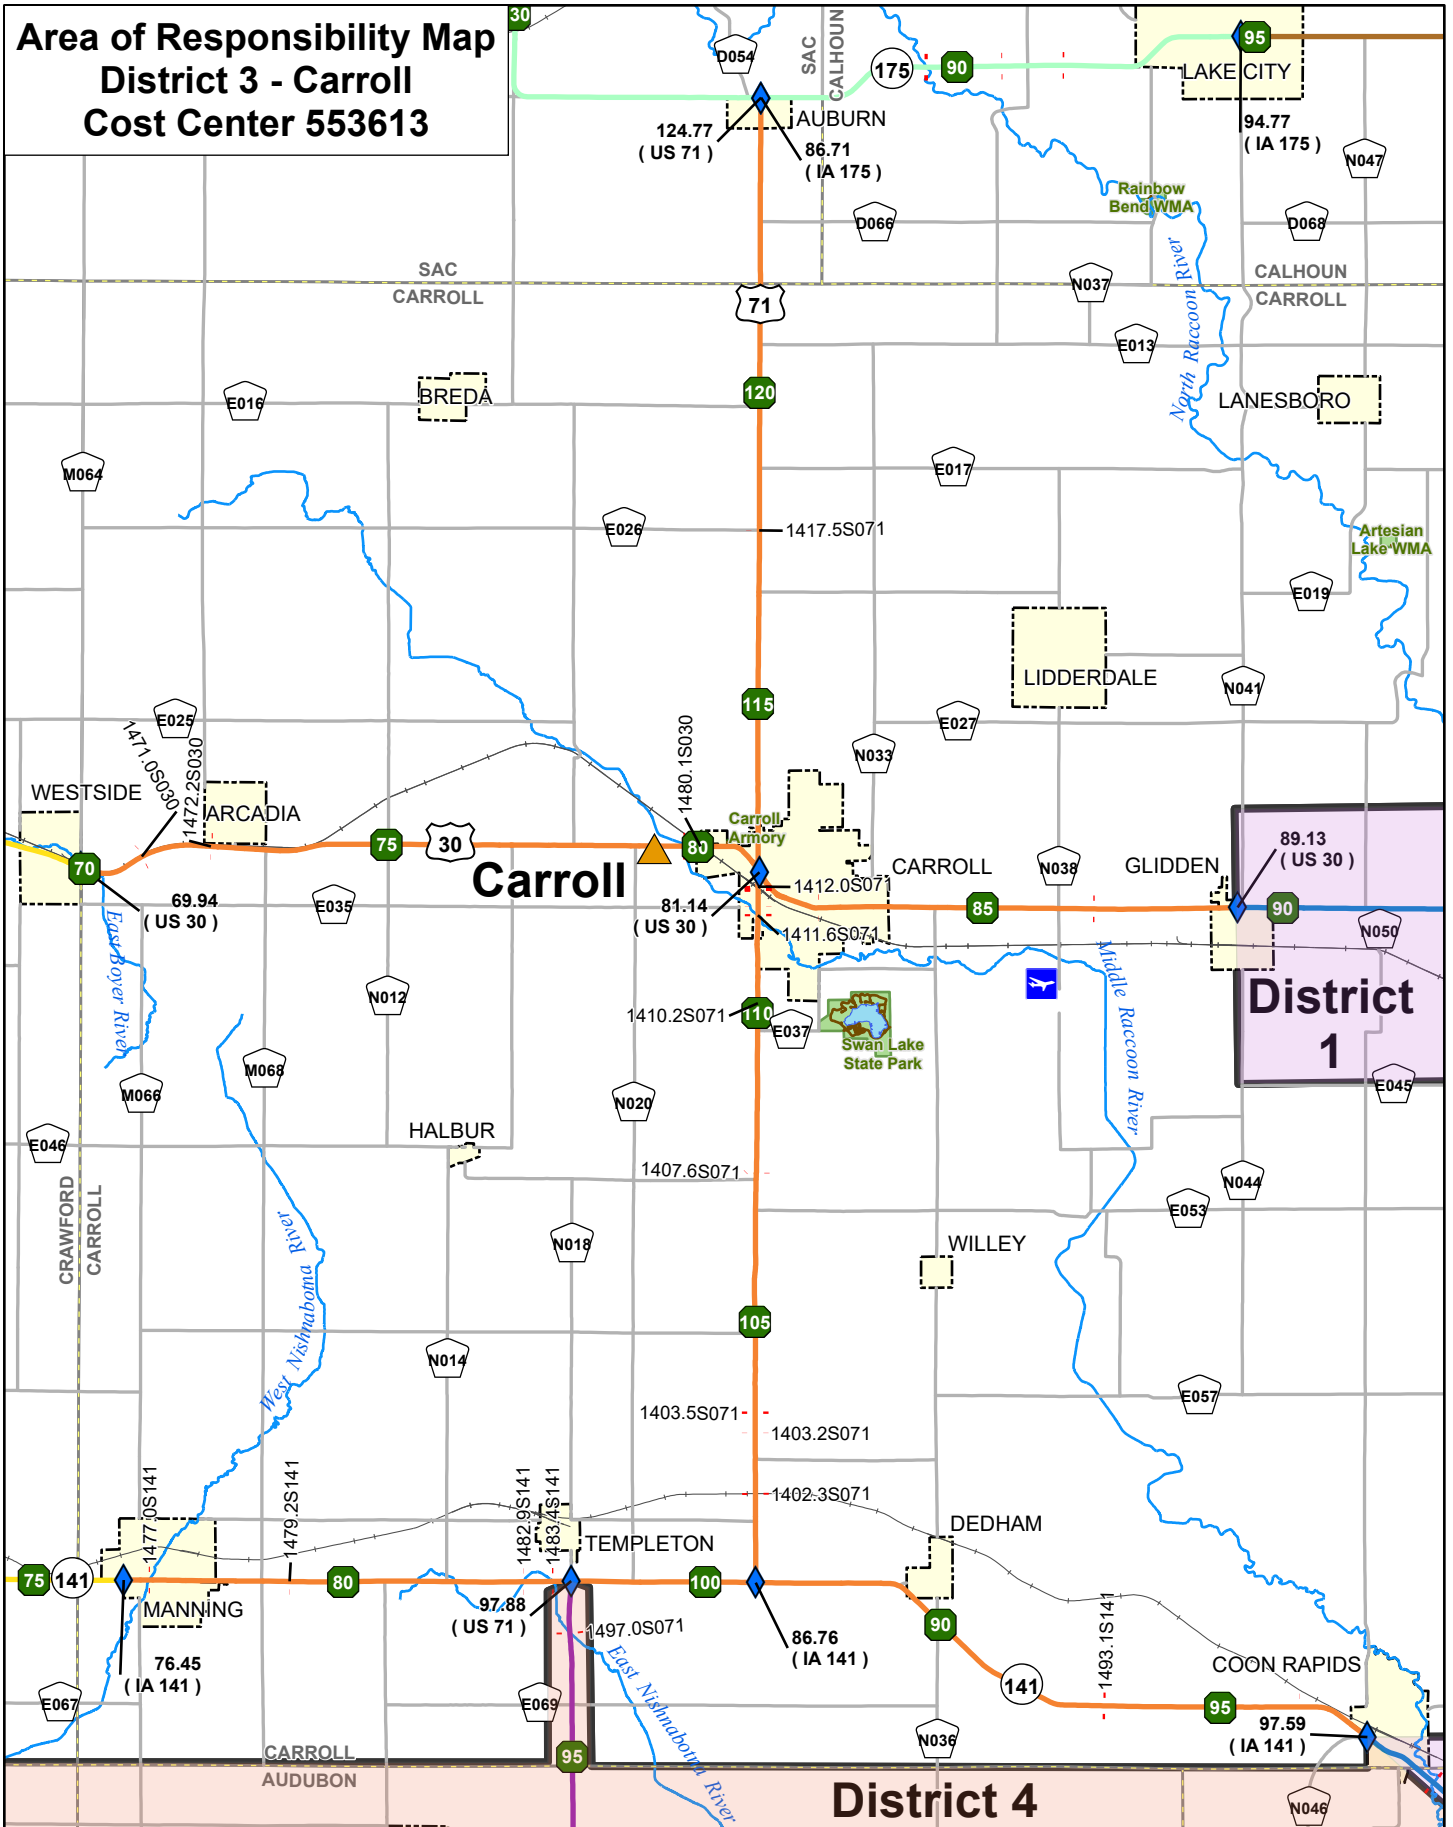 Area of Responsibility Map
District 3 - Carroll
Cost Center 553613
30
D054
SAC
CALHOUN
175
90
95
LAKE CITY
AUBURN
124.77
( US 71 )
86.71
( IA 175 )
94.77
( IA 175 )
N047
Rainbow
Bend WMA
D066
D068
North Raccoon River
SAC
CARROLL
CALHOUN
CARROLL
N037
71
E013
120
BREDA
E016
LANESBORO
M064
E017
E026
1417.5S071
Artesian
Lake WMA
E019
LIDDERDALE
N041
115
E025
E027
1471.0S030
1472.2S030
1480.1S030
N033
WESTSIDE
ARCADIA
Carroll
Armory
75
30
80
70
Carroll
CARROLL
N038
GLIDDEN
89.13
( US 30 )
69.94
( US 30 )
E035
81.14
( US 30 )
1412.0S071
1411.6S071
85
90
N050
East Boyer River
Middle Raccoon River
N012
District
1
1410.2S071
110
E037
Swan Lake
State Park
M068
M066
N020
E045
HALBUR
E046
1407.6S071
N044
CRAWFORD
CARROLL
E053
West Nishnabotna River
N018
WILLEY
105
N014
E057
1403.5S071
1403.2S071
1477.0S141
1479.2S141
1482.9S141
1483.4S141
1402.3S071
DEDHAM
TEMPLETON
75
141
80
100
MANNING
97.88
( US 71 )
1497.0S071
86.76
( IA 141 )
90
76.45
( IA 141 )
East Nishnabotna River
1493.1S141
COON RAPIDS
141
E067
E069
95
97.59
( IA 141 )
N036
CARROLL
AUDUBON
95
District 4
N046